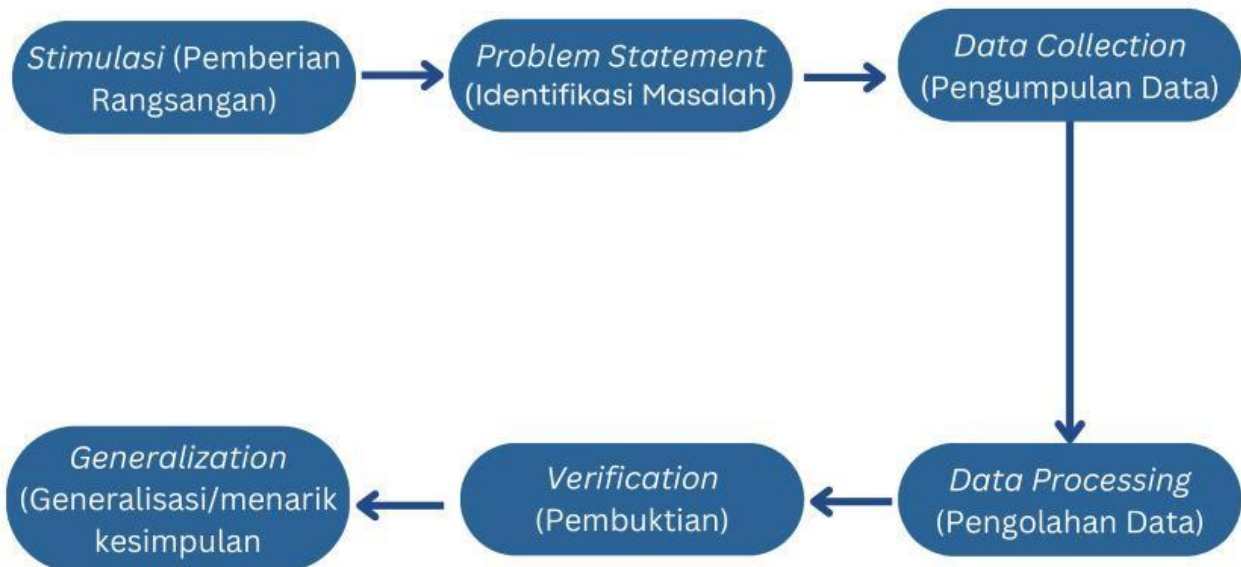 Stimulasi (Pemberian
Rangsangan)
Problem Statement
(Identifikasi Masalah)
Data Collection
(Pengumpulan Data)
Data Processing
(Pengolahan Data)
Verification
(Pembuktian)
Generalization
(Generalisasi/menarik
kesimpulan